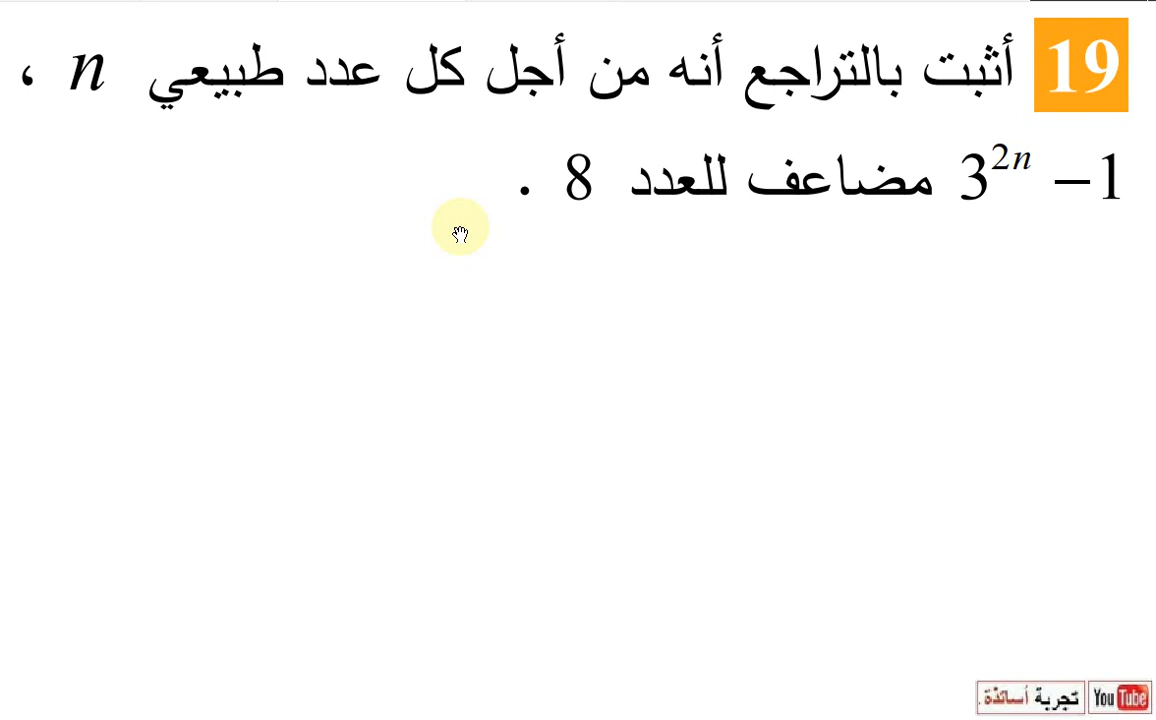 19 أثبت بالتراجع أنه من أجل كل عدد طبيعي n ،
3^{2n} − 1 مضاعف للعدد 8 .
تجربة أساتذة . YouTube